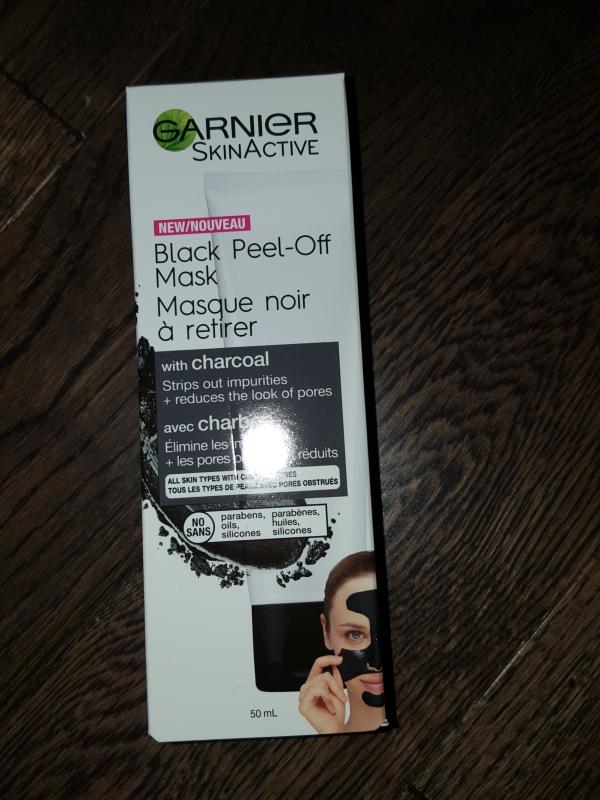 GARNIER
SKINACTIVE
NEW/NOUVEAU
Black Peel-Off
Mask
Masque noir
à retirer
with charcoal
Strips out impurities
+ reduces the look of pores
avec
Élimine les
+ les pores réduits
ALL SKIN TYPES WITH
TOUS LES TYPES DE PEAUX AVEC PORES OBSTRUÉS
NO
SANS
parabens,
oils,
silicones
parabènes,
huiles,
silicones
50 mL